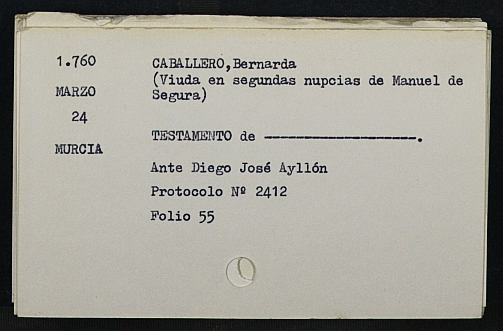 1.760 CABALLERO,Bernarda
(Viuda en segundas nupcias de Manuel de
MARZO Segura)
24
TESTAMENTO de --------------------.
MURCIA
Ante Diego José Ayllón
Protocolo Nº 2412
Folio 55